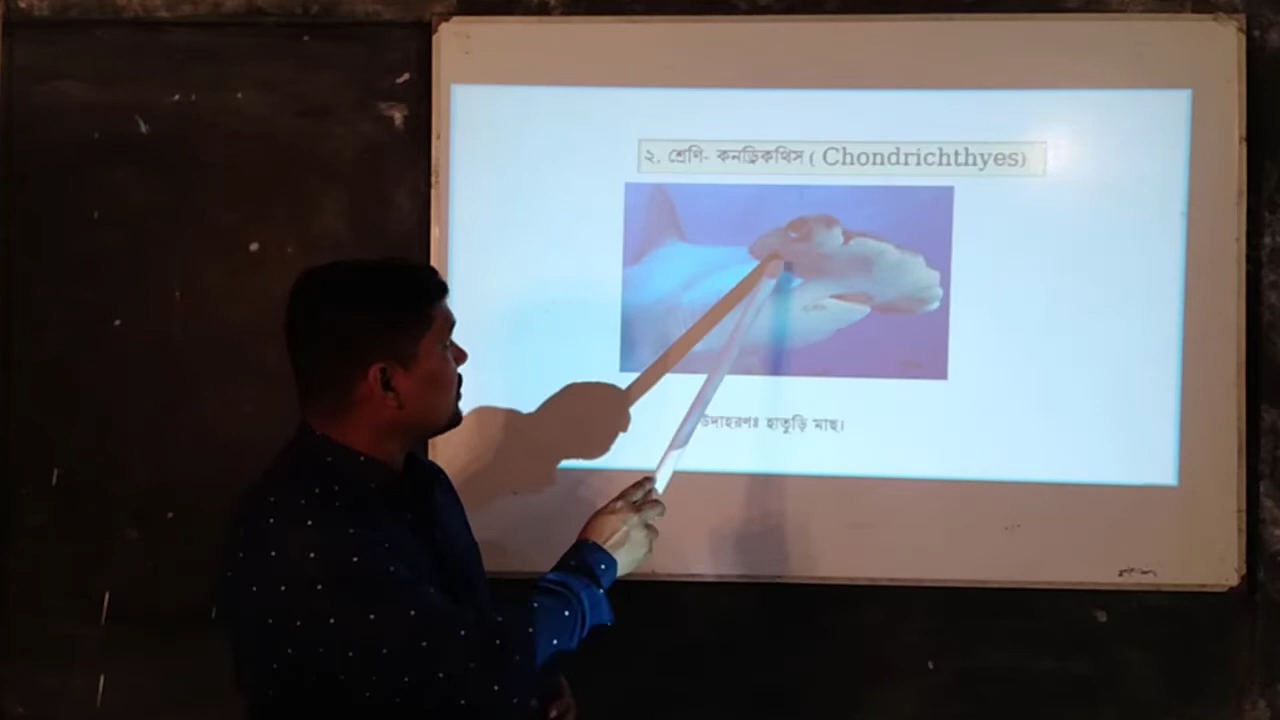 ২. শ্রেণি- কনড্রিকথিস ( Chondrichthyes)
উদাহরণঃ হাতুড়ি মাছ।